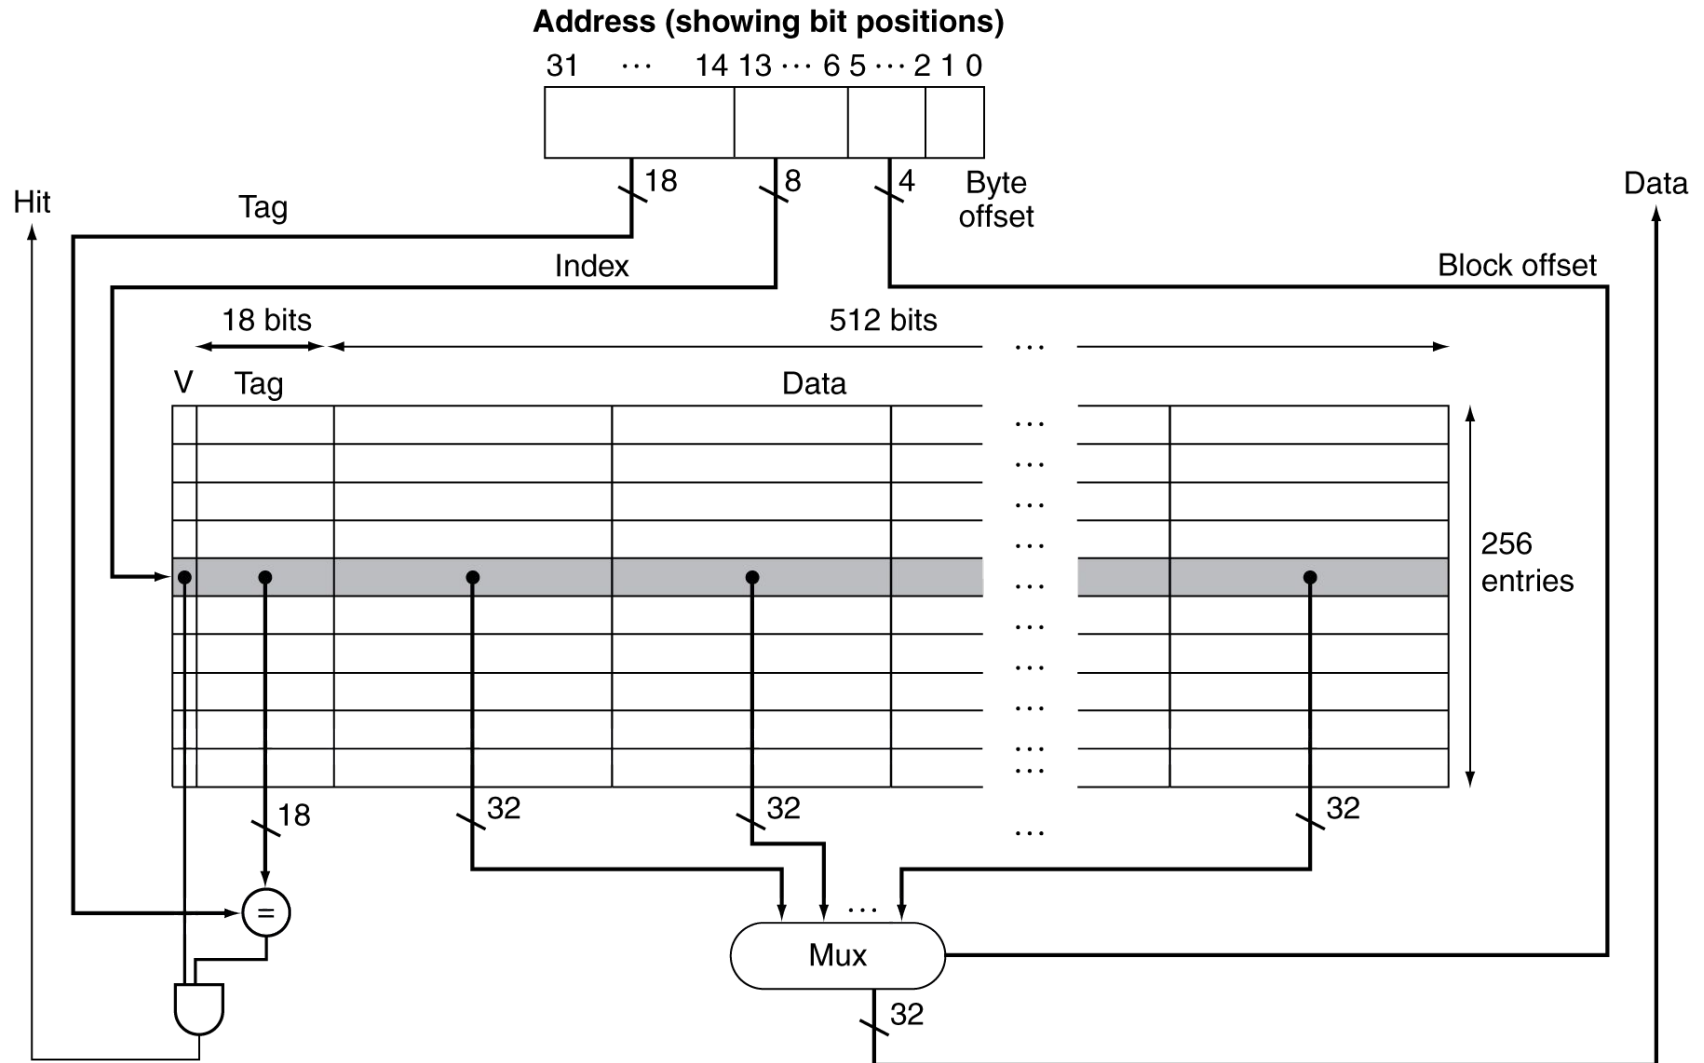 Address (showing bit positions)
31 ··· 14 13 ··· 6 5 ··· 2 1 0
18
8
4
Byte
offset
Hit
Data
Tag
Index
Block offset
18 bits
512 bits
···
V
Tag
Data
···
···
···
···
···
···
···
···
···
···
256
entries
18
32
32
···
32
=
···
Mux
32